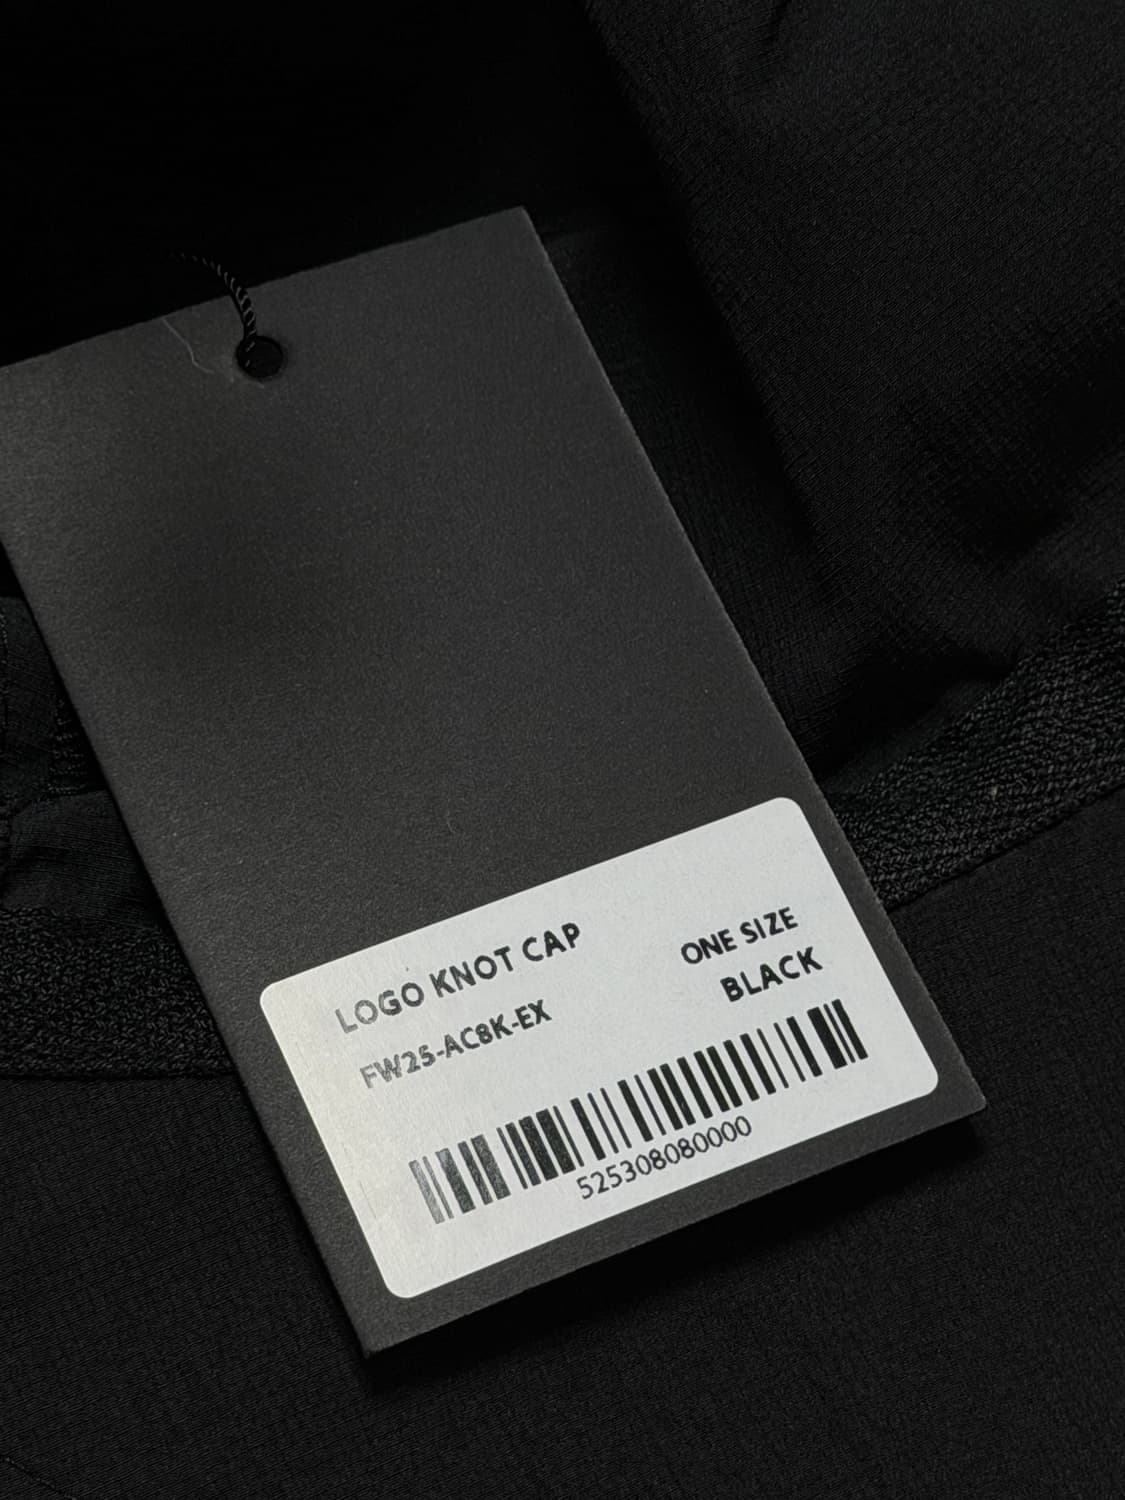 LOGO KNOT CAP
ONE SIZE
FW25-AC8K-EX
BLACK
525308080000